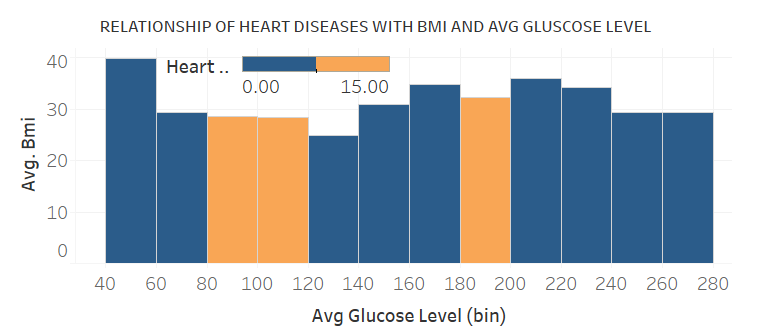 RELATIONSHIP OF HEART DISEASES WITH BMI AND AVG GLUSCOSE LEVEL
Heart ..
0.00 15.00
Avg. Bmi
40
30
20
10
0
40 60 80 100 120 140 160 180 200 220 240 260 280
Avg Glucose Level (bin)